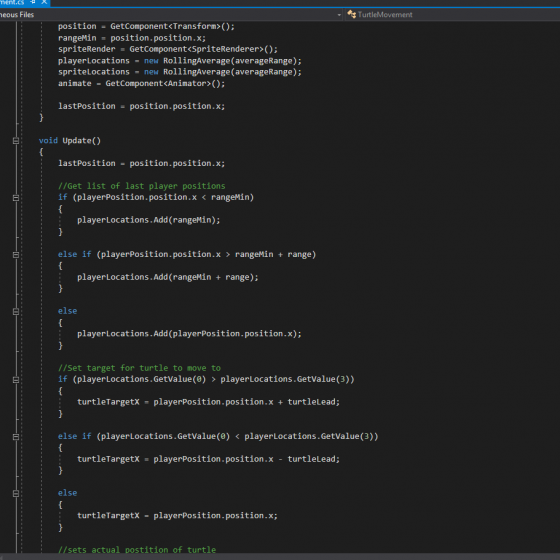 ment.cs
neous Files
TurtleMovement
position = GetComponent<Transform>();
rangeMin = position.position.x;
spriteRender = GetComponent<SpriteRenderer>();
playerLocations = new RollingAverage(averageRange);
spriteLocations = new RollingAverage(averageRange);
animate = GetComponent<Animator>();
lastPosition = position.position.x;
}
void Update()
{
lastPosition = position.position.x;
//Get list of last player positions
if (playerPosition.position.x < rangeMin)
{
playerLocations.Add(rangeMin);
}
else if (playerPosition.position.x > rangeMin + range)
{
playerLocations.Add(rangeMin + range);
}
else
{
playerLocations.Add(playerPosition.position.x);
}
//Set target for turtle to move to
if (playerLocations.GetValue(0) > playerLocations.GetValue(3))
{
turtleTargetX = playerPosition.position.x + turtleLead;
}
else if (playerLocations.GetValue(0) < playerLocations.GetValue(3))
{
turtleTargetX = playerPosition.position.x - turtleLead;
}
else
{
turtleTargetX = playerPosition.position.x;
}
//sets actual postition of turtle